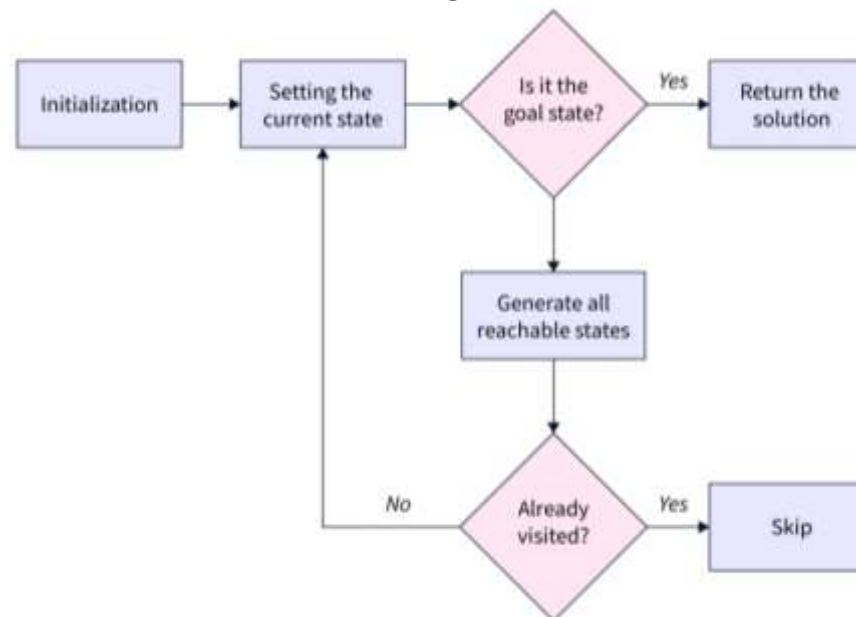 Initialization
Setting the
current state
Is it the
goal state?
Yes
Return the
solution
Generate all
reachable states
No
Already
visited?
Yes
Skip